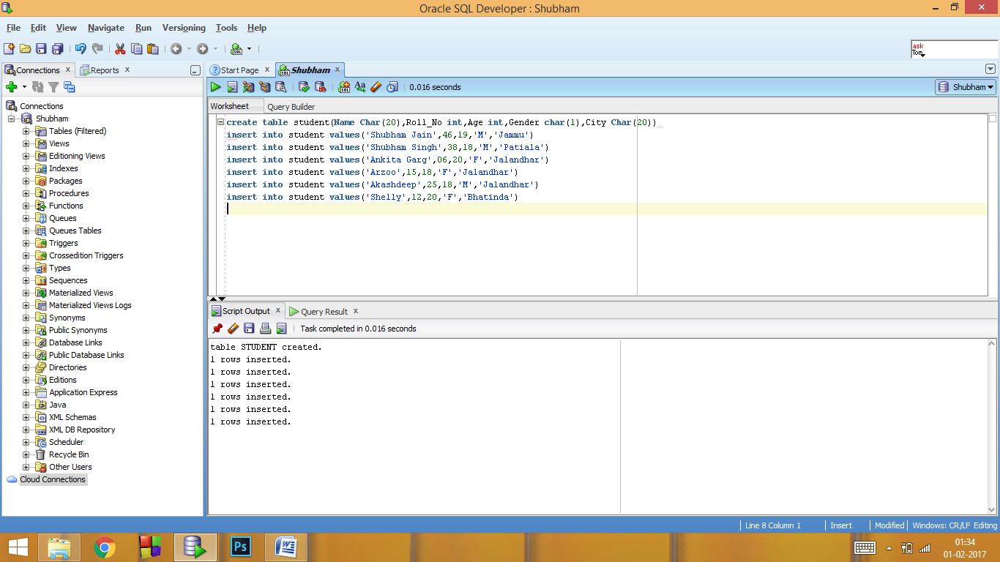 Oracle SQL Developer : Shubham
File Edit View Navigate Run Versioning Tools Help
ask
Tom
Connections Reports
Connections
Shubham
Tables (Filtered)
Views
Editioning Views
Indexes
Packages
Procedures
Functions
Queues
Queues Tables
Triggers
Crossedition Triggers
Types
Sequences
Materialized Views
Materialized Views Logs
Synonyms
Public Synonyms
Database Links
Public Database Links
Directories
Editions
Application Express
Java
XML Schemas
XML DB Repository
Scheduler
Recycle Bin
Other Users
Cloud Connections
Start Page Shubham
0.016 seconds Shubham
Worksheet Query Builder
create table student(Name Char(20),Roll_No int,Age int,Gender char(1),City Char(20))
insert into student values('Shubham Jain',46,19,'M','Jammu')
insert into student values('Shubham Singh',38,18,'M','Patiala')
insert into student values('Ankita Garg',06,20,'F','Jalandhar')
insert into student values('Arzoo',15,18,'F','Jalandhar')
insert into student values('Akashdeep',25,18,'M','Jalandhar')
insert into student values('Shelly',12,20,'F','Bhatinda')
Script Output Query Result
Task completed in 0.016 seconds
table STUDENT created.
1 rows inserted.
1 rows inserted.
1 rows inserted.
1 rows inserted.
1 rows inserted.
1 rows inserted.
Line 8 Column 1 Insert Modified Windows: CR/LF Editing
Ps
01:34
01-02-2017